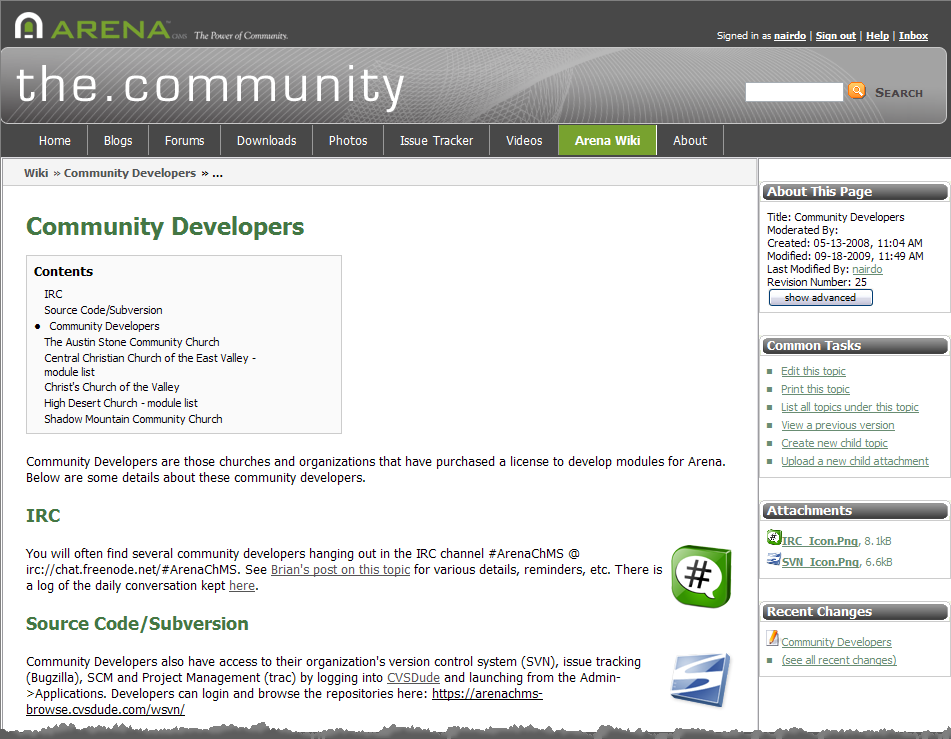 ARENA ChMS The Power of Community.
Signed in as nairdo | Sign out | Help | Inbox
the.community
SEARCH
Home Blogs Forums Downloads Photos Issue Tracker Videos Arena Wiki About
Wiki » Community Developers » ...
Community Developers
Contents
IRC
Source Code/Subversion
• Community Developers
The Austin Stone Community Church
Central Christian Church of the East Valley -
module list
Christ's Church of the Valley
High Desert Church - module list
Shadow Mountain Community Church
Community Developers are those churches and organizations that have purchased a license to develop modules for Arena.
Below are some details about these community developers.
IRC
You will often find several community developers hanging out in the IRC channel #ArenaChMS @
irc://chat.freenode.net/#ArenaChMS. See Brian's post on this topic for various details, reminders, etc. There is
a log of the daily conversation kept here.
#
Source Code/Subversion
Community Developers also have access to their organization's version control system (SVN), issue tracking
(Bugzilla), SCM and Project Management (trac) by logging into CVSDude and launching from the Admin-
>Applications. Developers can login and browse the repositories here: https://arenachms-
browse.cvsdude.com/wsvn/
About This Page
Title: Community Developers
Moderated By:
Created: 05-13-2008, 11:04 AM
Modified: 09-18-2009, 11:49 AM
Last Modified By: nairdo
Revision Number: 25
show advanced
Common Tasks
Edit this topic
Print this topic
List all topics under this topic
View a previous version
Create new child topic
Upload a new child attachment
Attachments
IRC_Icon.Png, 8.1kB
SVN_Icon.Png, 6.6kB
Recent Changes
Community Developers
(see all recent changes)